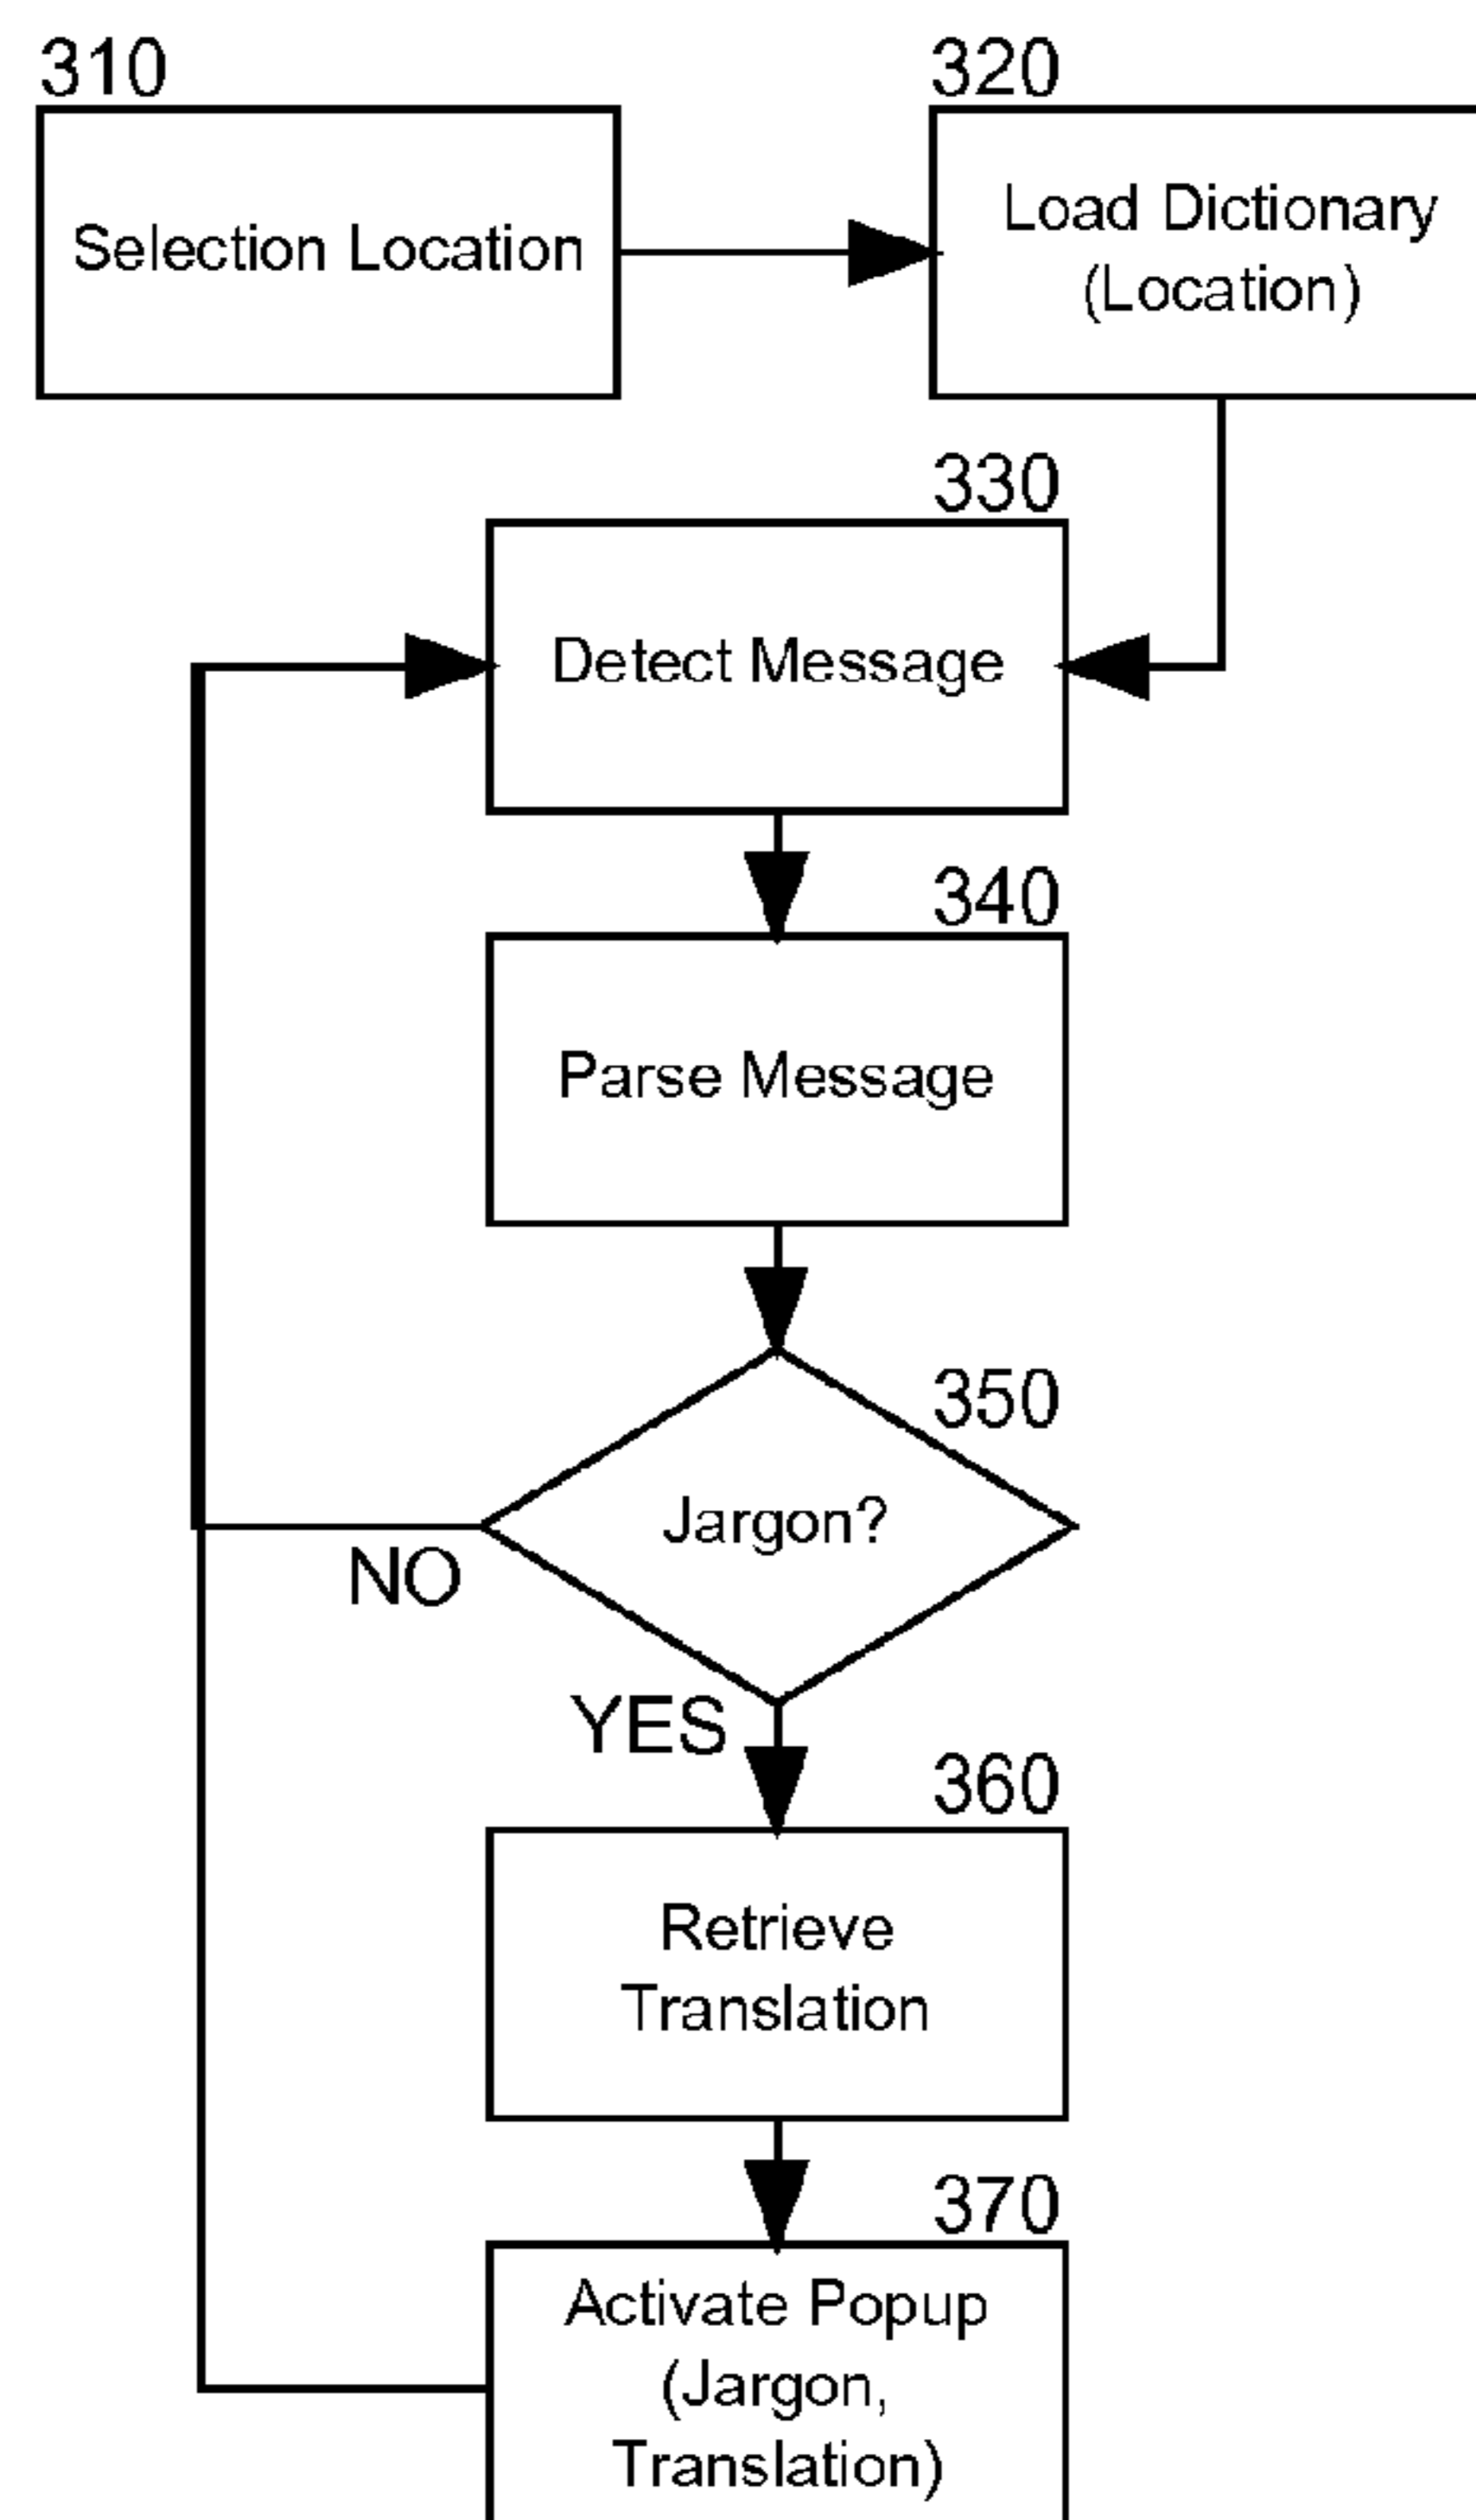 310
Selection Location
320
Load Dictionary
(Location)
330
Detect Message
340
Parse Message
350
Jargon?
NO
YES
360
Retrieve
Translation
370
Activate Popup
(Jargon,
Translation)